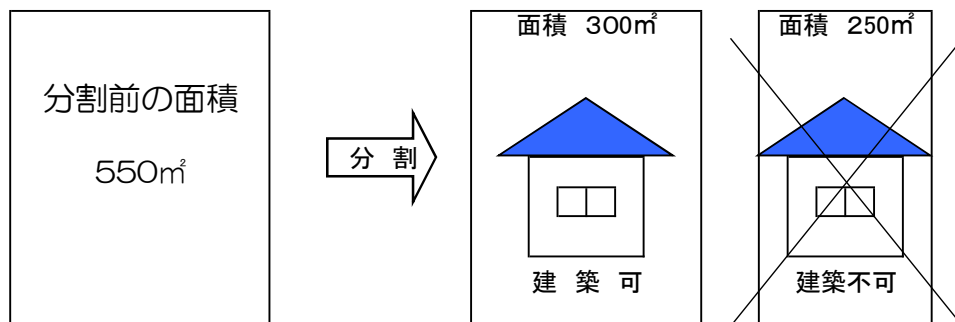 分割前の面積
550㎡
分 割
面積 300㎡
建 築 可
面積 250㎡
建築不可